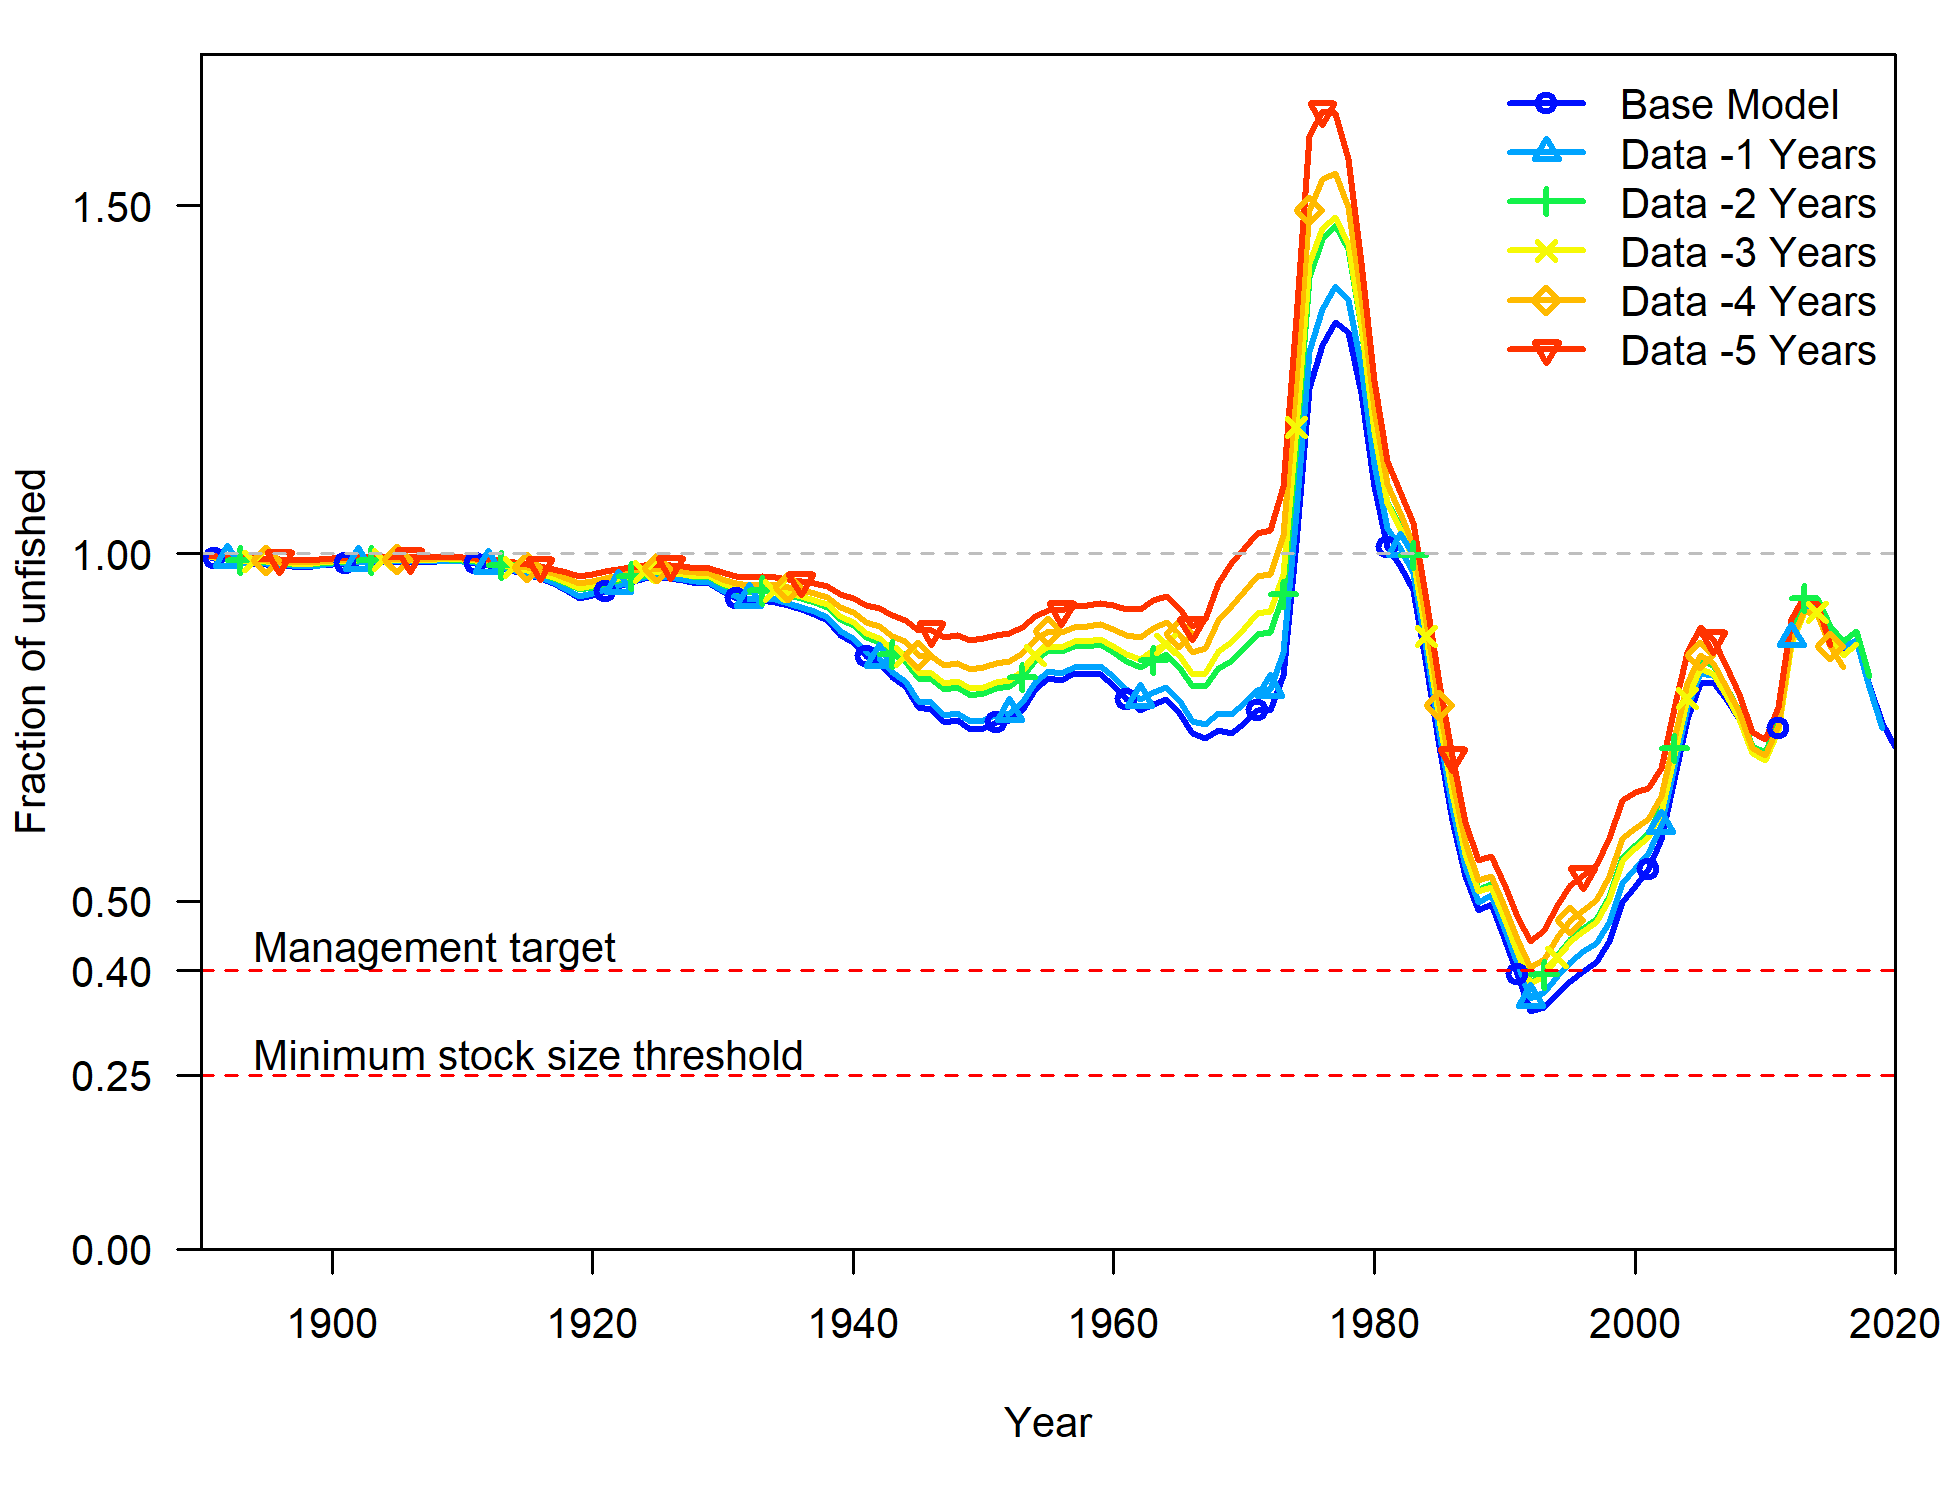 Base Model
Data -1 Years
Data -2 Years
Data -3 Years
Data -4 Years
Data -5 Years
Fraction of unfished
1.50
1.00
0.50
0.40
0.25
0.00
Management target
Minimum stock size threshold
1900 1920 1940 1960 1980 2000 2020
Year